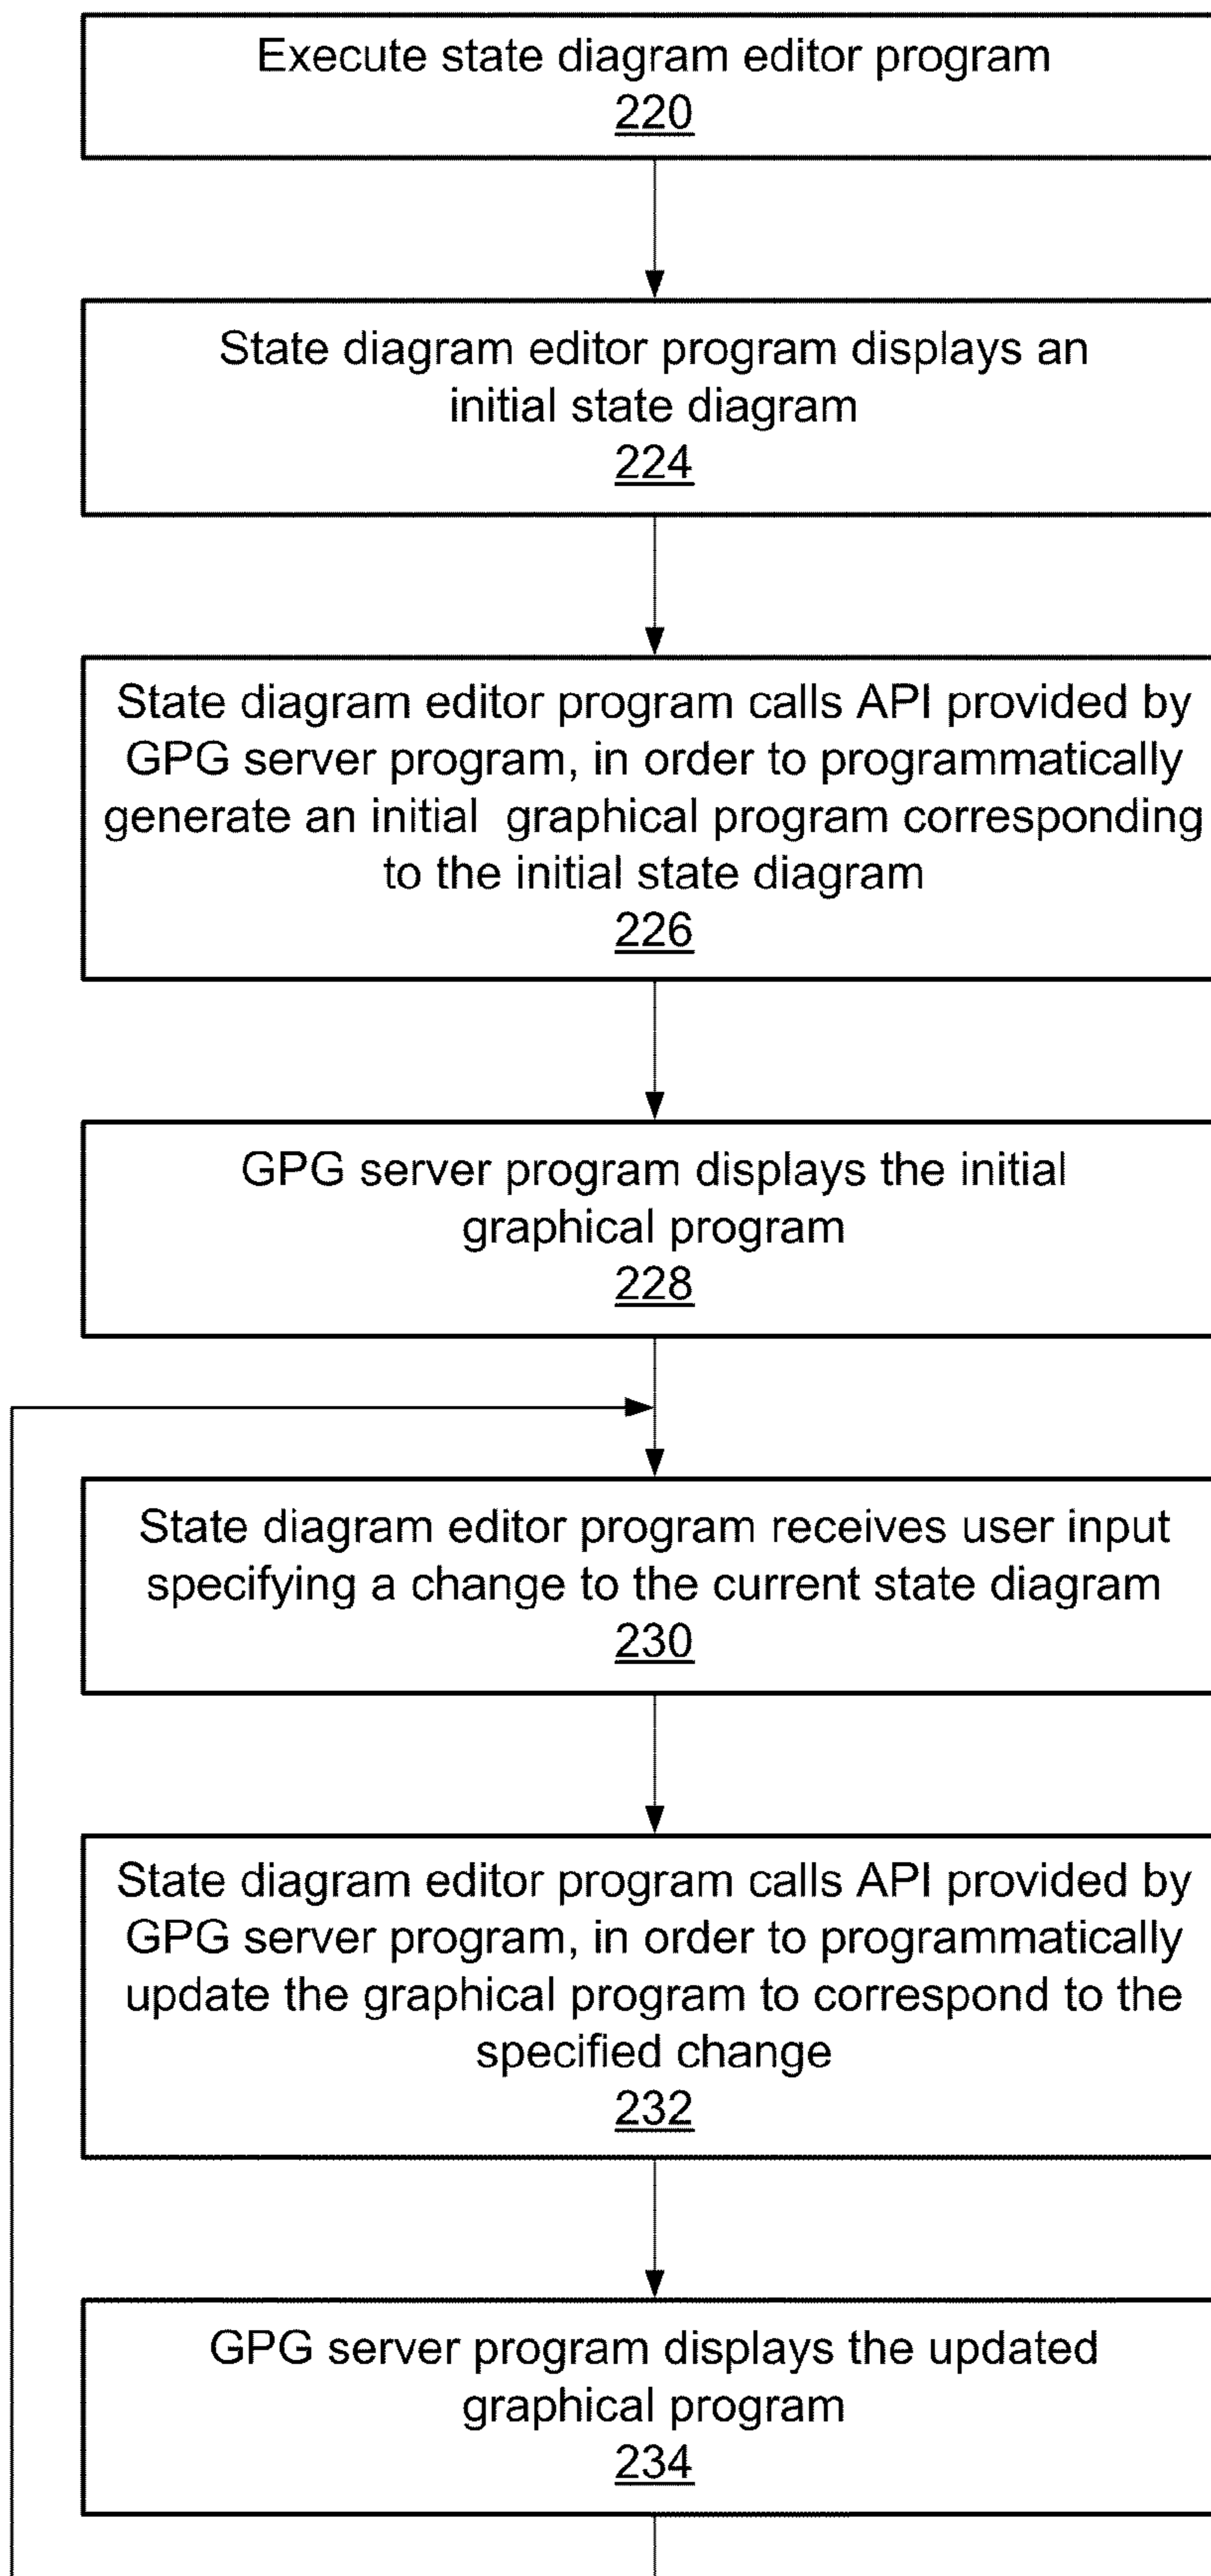 Execute state diagram editor program
220
State diagram editor program displays an
initial state diagram
224
State diagram editor program calls API provided by
GPG server program, in order to programmatically
generate an initial graphical program corresponding
to the initial state diagram
226
GPG server program displays the initial
graphical program
228
State diagram editor program receives user input
specifying a change to the current state diagram
230
State diagram editor program calls API provided by
GPG server program, in order to programmatically
update the graphical program to correspond to the
specified change
232
GPG server program displays the updated
graphical program
234